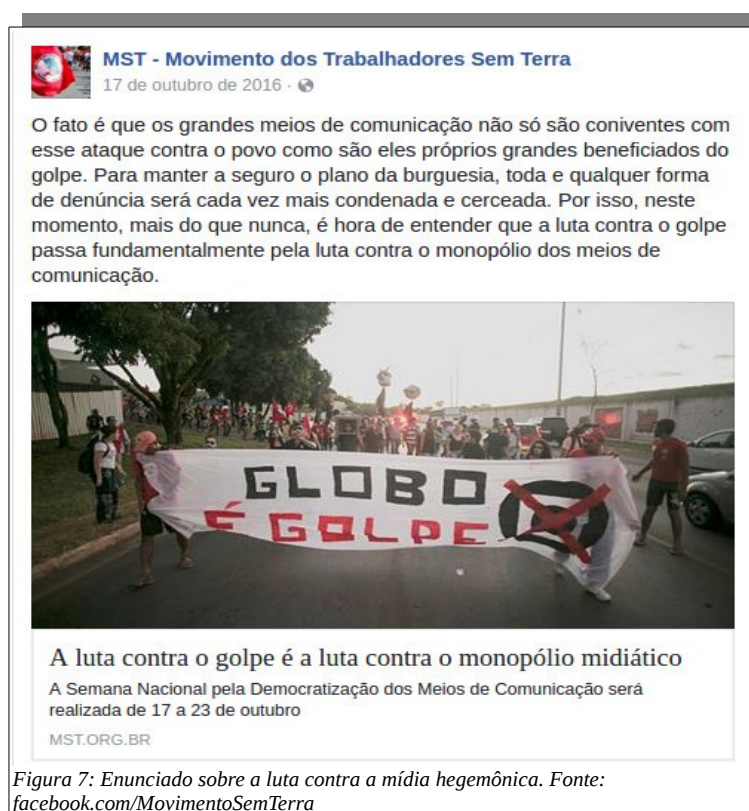 MST - Movimento dos Trabalhadores Sem Terra
17 de outubro de 2016 ·
O fato é que os grandes meios de comunicação não só são coniventes com
esse ataque contra o povo como são eles próprios grandes beneficiados do
golpe. Para manter a seguro o plano da burguesia, toda e qualquer forma
de denúncia será cada vez mais condenada e cerceada. Por isso, neste
momento, mais do que nunca, é hora de entender que a luta contra o golpe
passa fundamentalmente pela luta contra o monopólio dos meios de
comunicação.
GLOBO
É GOLPE
A luta contra o golpe é a luta contra o monopólio midiático
A Semana Nacional pela Democratização dos Meios de Comunicação será
realizada de 17 a 23 de outubro
MST.ORG.BR
Figura 7: Enunciado sobre a luta contra a mídia hegemônica. Fonte:
facebook.com/MovimentoSemTerra